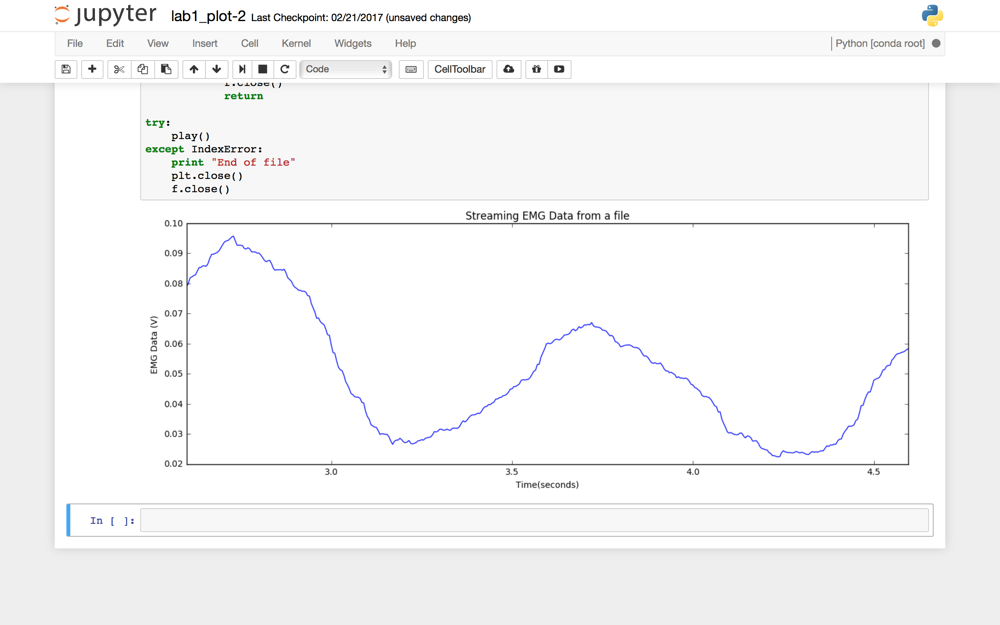 jupyter lab1_plot-2 Last Checkpoint: 02/21/2017 (unsaved changes)
File Edit View Insert Cell Kernel Widgets Help Python [conda root]
Code CellToolbar
f.close()
return
try:
play()
except IndexError:
print "End of file"
plt.close()
f.close()
Streaming EMG Data from a file
0.10
0.09
0.08
0.07
0.06
0.05
0.04
0.03
0.02
EMG Data (V)
3.0 3.5 4.0 4.5
Time(seconds)
In [ ]: